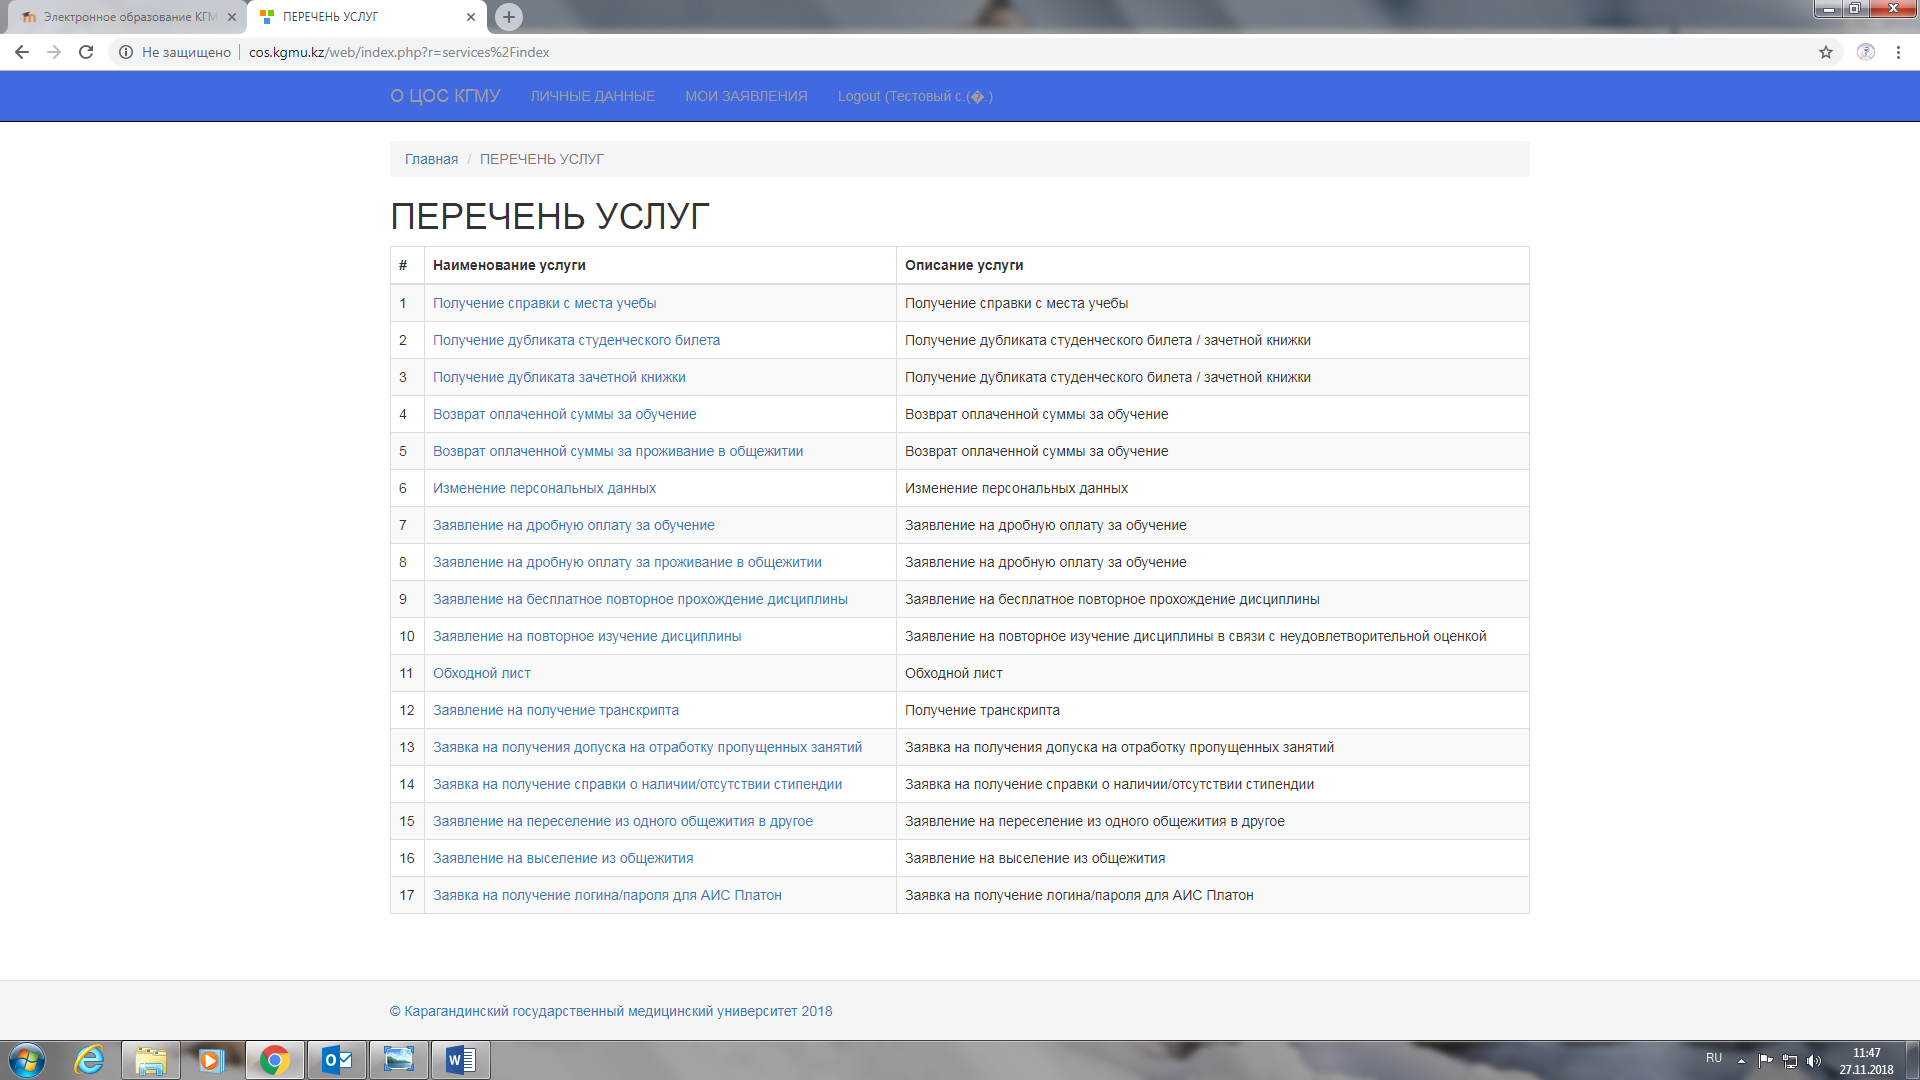 Электронное образование КГМ
ПЕРЕЧЕНЬ УСЛУГ
Не защищено cos.kgmu.kz/web/index.php?r=services%2Findex
О ЦОС КГМУ ЛИЧНЫЕ ДАННЫЕ МОИ ЗАЯВЛЕНИЯ Logout (Тестовый с.(�.)
Главная / ПЕРЕЧЕНЬ УСЛУГ
ПЕРЕЧЕНЬ УСЛУГ
# Наименование услуги Описание услуги
1 Получение справки с места учебы Получение справки с места учебы
2 Получение дубликата студенческого билета Получение дубликата студенческого билета / зачетной книжки
3 Получение дубликата зачетной книжки Получение дубликата студенческого билета / зачетной книжки
4 Возврат оплаченной суммы за обучение Возврат оплаченной суммы за обучение
5 Возврат оплаченной суммы за проживание в общежитии Возврат оплаченной суммы за обучение
6 Изменение персональных данных Изменение персональных данных
7 Заявление на дробную оплату за обучение Заявление на дробную оплату за обучение
8 Заявление на дробную оплату за проживание в общежитии Заявление на дробную оплату за обучение
9 Заявление на бесплатное повторное прохождение дисциплины Заявление на бесплатное повторное прохождение дисциплины
10 Заявление на повторное изучение дисциплины Заявление на повторное изучение дисциплины в связи с неудовлетворительной оценкой
11 Обходной лист Обходной лист
12 Заявление на получение транскрипта Получение транскрипта
13 Заявка на получения допуска на отработку пропущенных занятий Заявка на получения допуска на отработку пропущенных занятий
14 Заявка на получение справки о наличии/отсутствии стипендии Заявка на получение справки о наличии/отсутствии стипендии
15 Заявление на переселение из одного общежития в другое Заявление на переселение из одного общежития в другое
16 Заявление на выселение из общежития Заявление на выселение из общежития
17 Заявка на получение логина/пароля для АИС Платон Заявка на получение логина/пароля для АИС Платон
© Карагандинский государственный медицинский университет 2018
RU
11:47
27.11.2018